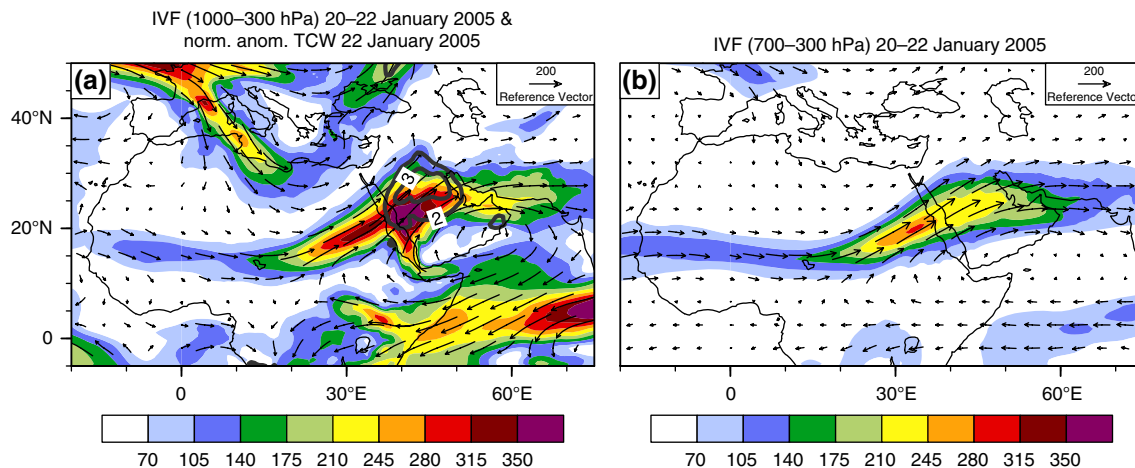 IVF (1000–300 hPa) 20–22 January 2005 &
norm. anom. TCW 22 January 2005
(a)
200
Reference Vector
40°N
20°N
0
3
2
0
30°E
60°E
70 105 140 175 210 245 280 315 350
IVF (700–300 hPa) 20–22 January 2005
(b)
200
Reference Vector
0
30°E
60°E
70 105 140 175 210 245 280 315 350